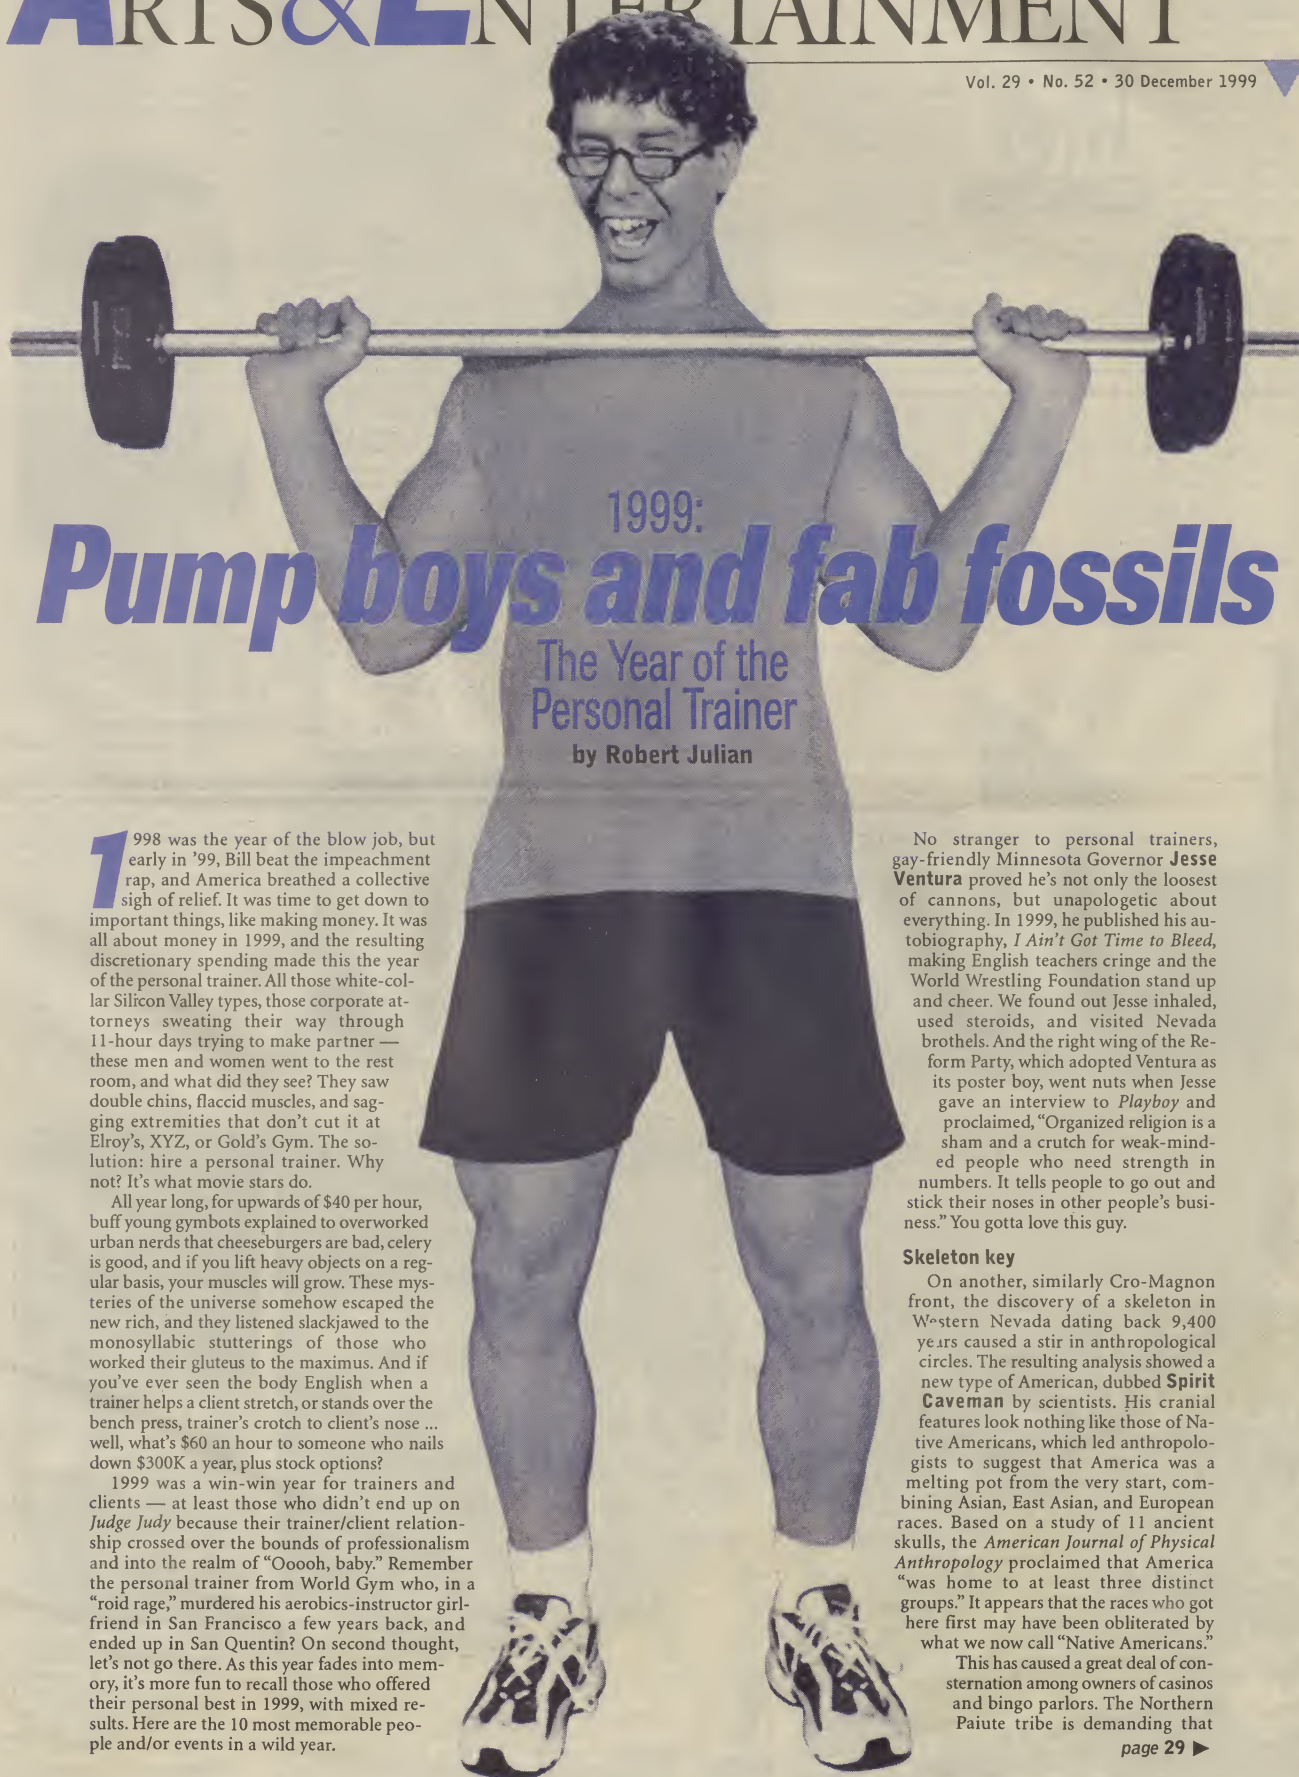 ARTS&ENTERTAINMENT
Vol. 29 • No. 52 • 30 December 1999
1999:
Pump boys and fab fossils
The Year of the
Personal Trainer
by Robert Julian
1998 was the year of the blow job, but
early in ’99, Bill beat the impeachment
rap, and America breathed a collective
sigh of relief. It was time to get down to
important things, like making money. It was
all about money in 1999, and the resulting
discretionary spending made this the year
of the personal trainer. All those white-col-
lar Silicon Valley types, those corporate at-
torneys sweating their way through
11-hour days trying to make partner —
these men and women went to the rest
room, and what did they see? They saw
double chins, flaccid muscles, and sag-
ging extremities that don’t cut it at
Elroy’s, XYZ, or Gold’s Gym. The so-
lution: hire a personal trainer. Why
not? It’s what movie stars do.
All year long, for upwards of $40 per hour,
buff young gymbots explained to overworked
urban nerds that cheeseburgers are bad, celery
is good, and if you lift heavy objects on a reg-
ular basis, your muscles will grow. These mys-
teries of the universe somehow escaped the
new rich, and they listened slackjawed to the
monosyllabic stutterings of those who
worked their gluteus to the maximus. And if
you’ve ever seen the body English when a
trainer helps a client stretch, or stands over the
bench press, trainer’s crotch to client’s nose ...
well, what’s $60 an hour to someone who nails
down $300K a year, plus stock options?
1999 was a win-win year for trainers and
clients — at least those who didn’t end up on
Judge Judy because their trainer/client relation-
ship crossed over the bounds of professionalism
and into the realm of “Ooooh, baby.” Remember
the personal trainer from World Gym who, in a
“roid rage,” murdered his aerobics-instructor girl-
friend in San Francisco a few years back, and
ended up in San Quentin? On second thought,
let’s not go there. As this year fades into mem-
ory, it’s more fun to recall those who offered
their personal best in 1999, with mixed re-
sults. Here are the 10 most memorable peo-
ple and/or events in a wild year.
No stranger to personal trainers,
gay-friendly Minnesota Governor Jesse
Ventura proved he’s not only the loosest
of cannons, but unapologetic about
everything. In 1999, he published his au-
tobiography, I Ain’t Got Time to Bleed,
making English teachers cringe and the
World Wrestling Foundation stand up
and cheer. We found out Jesse inhaled,
used steroids, and visited Nevada
brothels. And the right wing of the Re-
form Party, which adopted Ventura as
its poster boy, went nuts when Jesse
gave an interview to Playboy and
proclaimed, “Organized religion is a
sham and a crutch for weak-mind-
ed people who need strength in
numbers. It tells people to go out and
stick their noses in other people’s busi-
ness.” You gotta love this guy.
Skeleton key
On another, similarly Cro-Magnon
front, the discovery of a skeleton in
Western Nevada dating back 9,400
years caused a stir in anthropological
circles. The resulting analysis showed a
new type of American, dubbed Spirit
Caveman by scientists. His cranial
features look nothing like those of Na-
tive Americans, which led anthropolo-
gists to suggest that America was a
melting pot from the very start, com-
bining Asian, East Asian, and European
races. Based on a study of 11 ancient
skulls, the American Journal of Physical
Anthropology proclaimed that America
“was home to at least three distinct
groups.” It appears that the races who got
here first may have been obliterated by
what we now call “Native Americans.”
This has caused a great deal of con-
sternation among owners of casinos
and bingo parlors. The Northern
Paiute tribe is demanding that
page 29 ▶